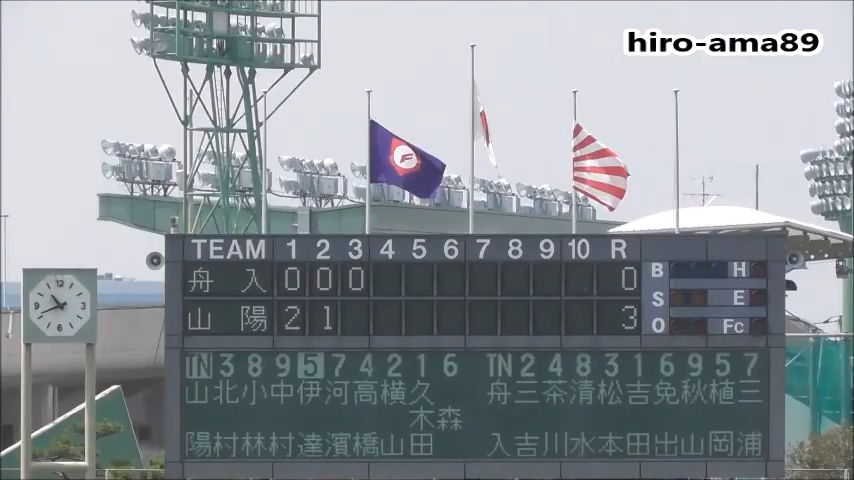 hiro-ama89
F
TEAM 1 2 3 4 5 6 7 8 9 10 R
舟入 0 0 0 0
山陽 2 1 3
B H
S E
O FC
IN 3 8 9 5 7 4 2 1 6 IN 2 4 8 3 1 6 9 5 7
山北小中伊河高横久 舟三茶清松吉免秋植三
木森
陽村林村達濱橋山田 入吉川水本田出山岡浦